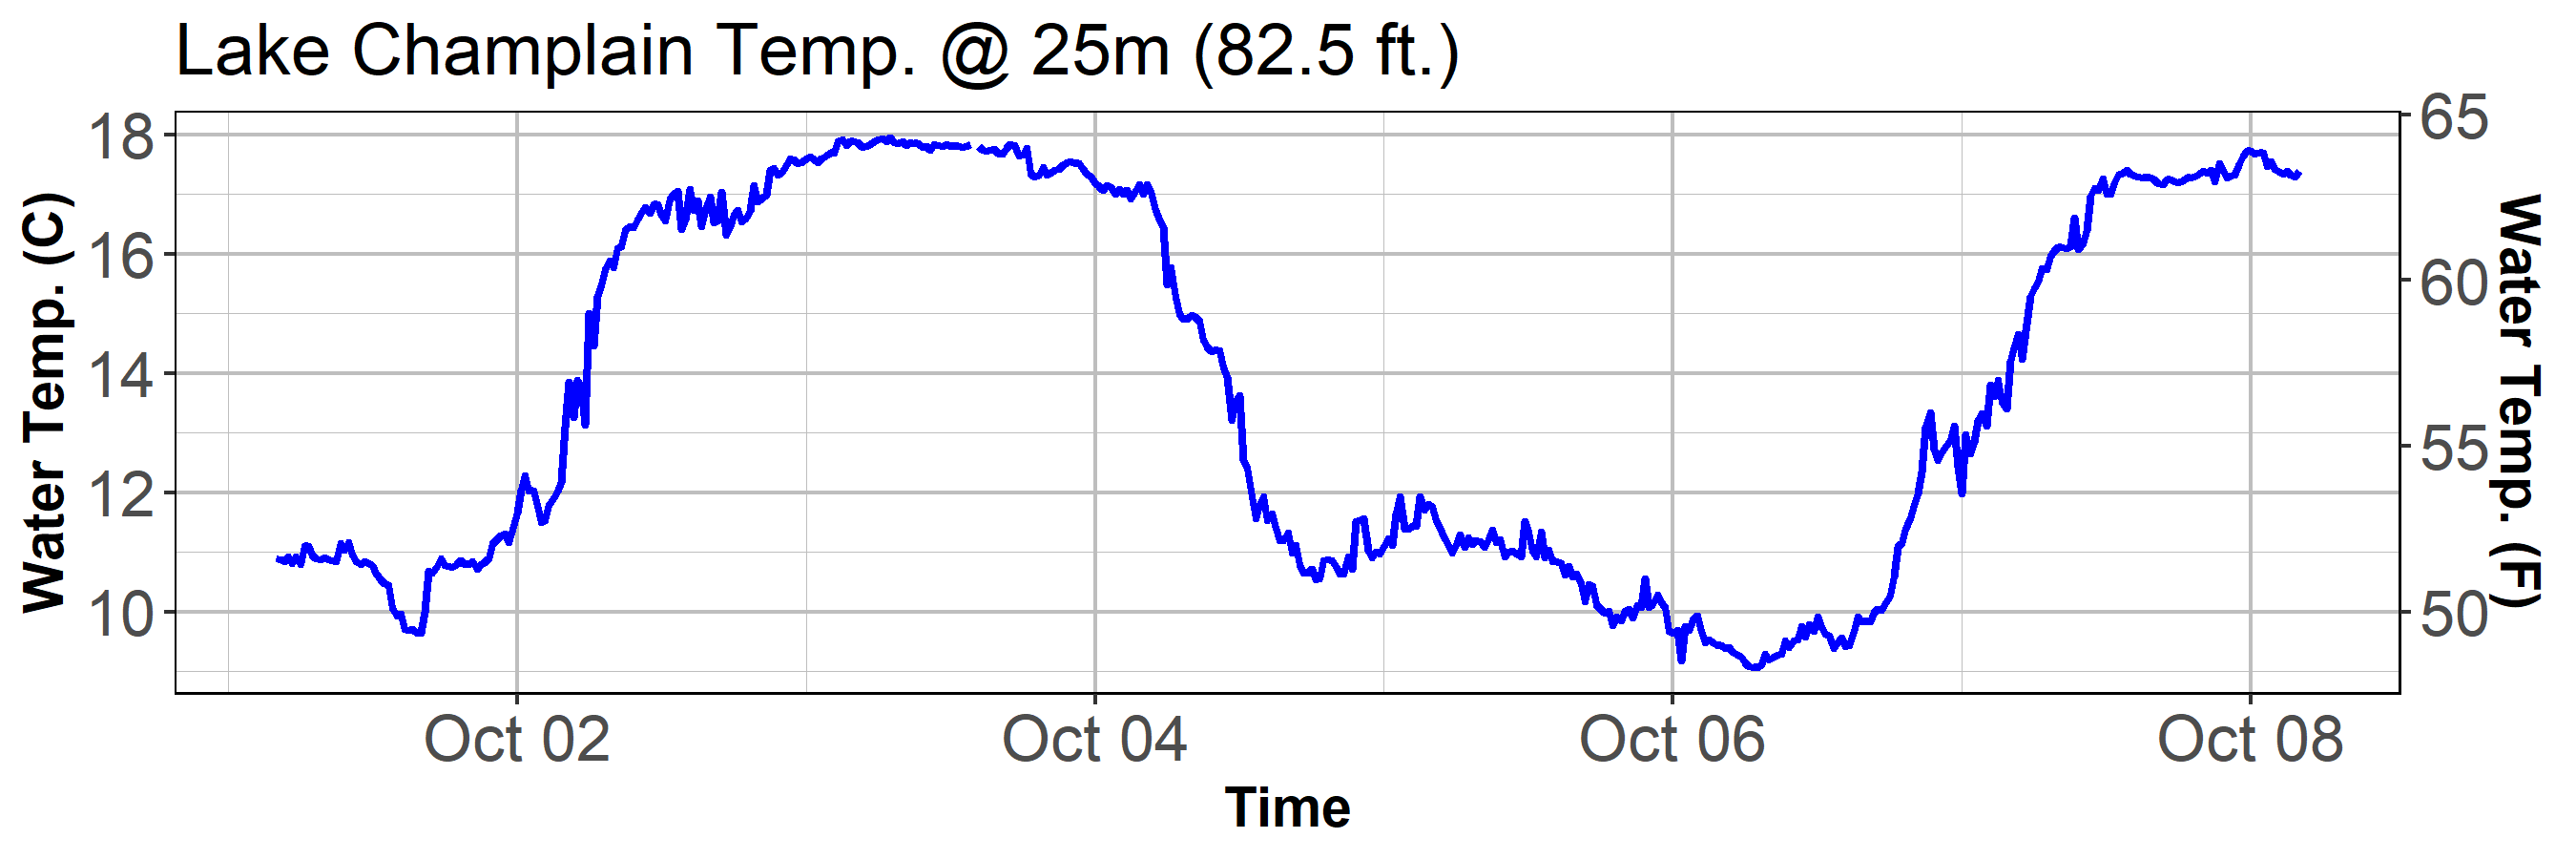 Lake Champlain Temp. @ 25m (82.5 ft.)
Water Temp. (C)
18
16
14
12
10
65
60
55
50
Water Temp. (F)
Oct 02 Oct 04 Oct 06 Oct 08
Time